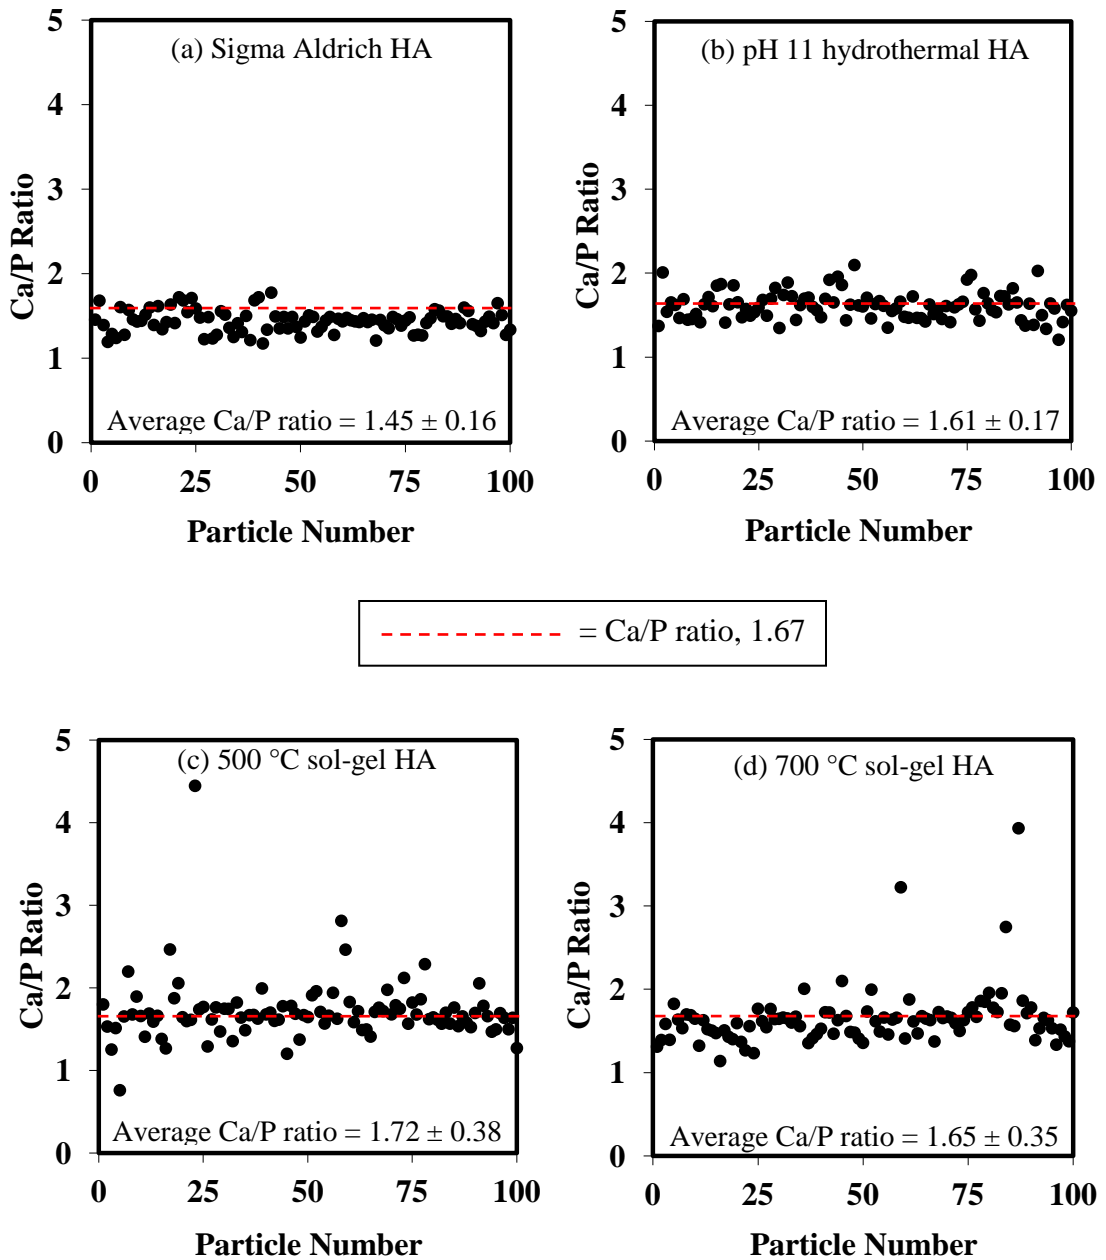 (a) Sigma Aldrich HA
5
4
3
2
1
0
Ca/P Ratio
Average Ca/P ratio = 1.45 ± 0.16
0 25 50 75 100
Particle Number
(b) pH 11 hydrothermal HA
5
4
3
2
1
0
Ca/P Ratio
Average Ca/P ratio = 1.61 ± 0.17
0 25 50 75 100
Particle Number
= Ca/P ratio, 1.67
(c) 500 °C sol-gel HA
5
4
3
2
1
0
Ca/P Ratio
Average Ca/P ratio = 1.72 ± 0.38
0 25 50 75 100
Particle Number
(d) 700 °C sol-gel HA
5
4
3
2
1
0
Ca/P Ratio
Average Ca/P ratio = 1.65 ± 0.35
0 25 50 75 100
Particle Number